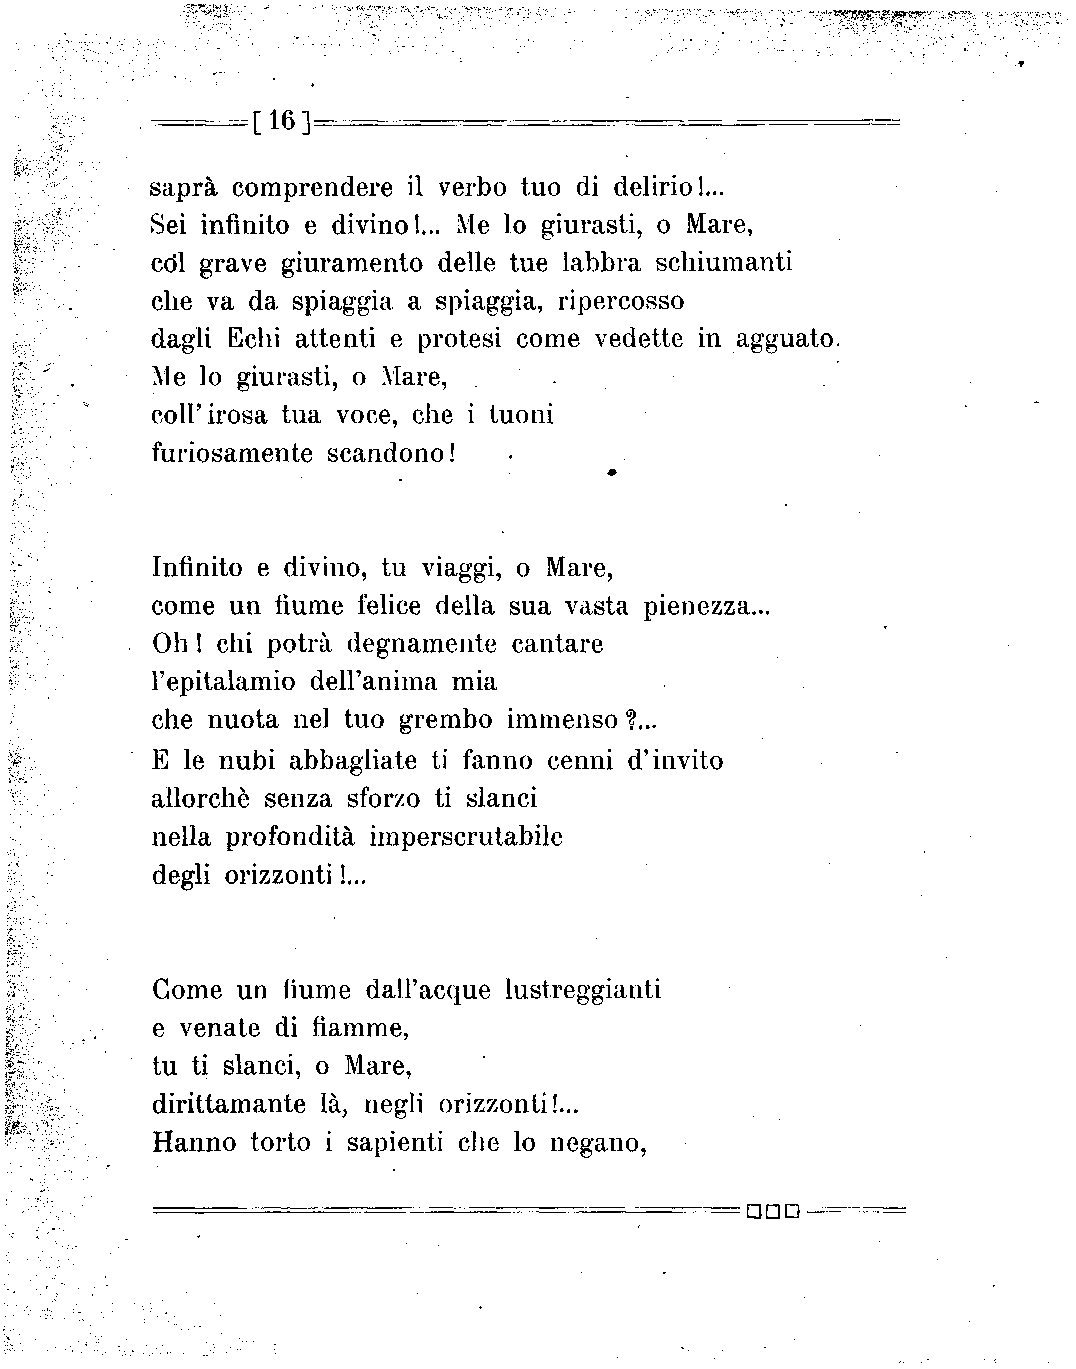 [ 16 ]
saprà comprendere il verbo tuo di delirio!...
Sei infinito e divino!... Me lo giurasti, o Mare,
col grave giuramento delle tue labbra schiumanti
che va da spiaggia a spiaggia, ripercosso
dagli Echi attenti e protesi come vedette in agguato.
Me lo giurasti, o Mare,
coll'irosa tua voce, che i tuoni
furiosamente scandono!
Infinito e divino, tu viaggi, o Mare,
come un fiume felice della sua vasta pienezza...
Oh! chi potrà degnamente cantare
l'epitalamio dell'anima mia
che nuota nel tuo grembo immenso?...
E le nubi abbagliate ti fanno cenni d'invito
allorchè senza sforzo ti slanci
nella profondità imperscrutabile
degli orizzonti!...
Come un fiume dall'acque lustreggianti
e venate di fiamme,
tu ti slanci, o Mare,
dirittamante là, negli orizzonti!...
Hanno torto i sapienti che lo negano,